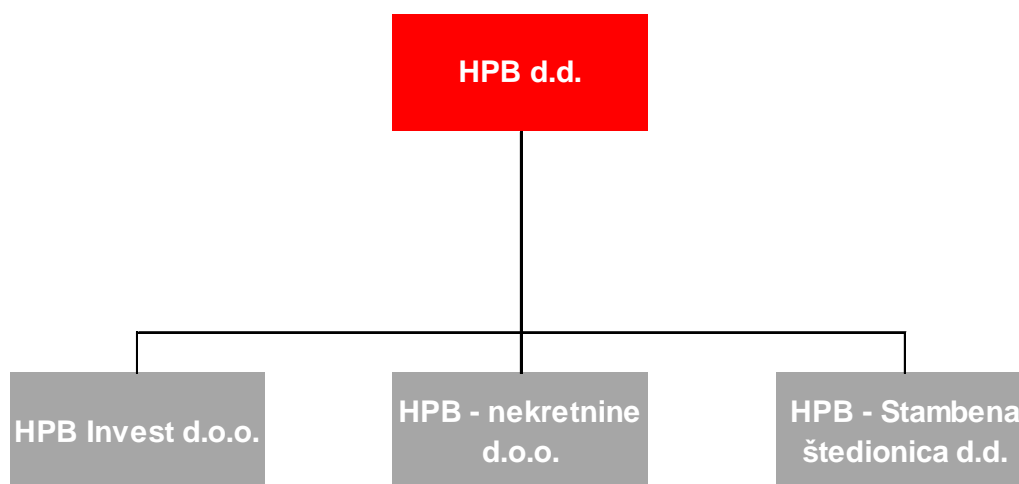 HPB d.d.
HPB Invest d.o.o.
HPB - nekretnine
d.o.o.
HPB - Stambena
štedionica d.d.